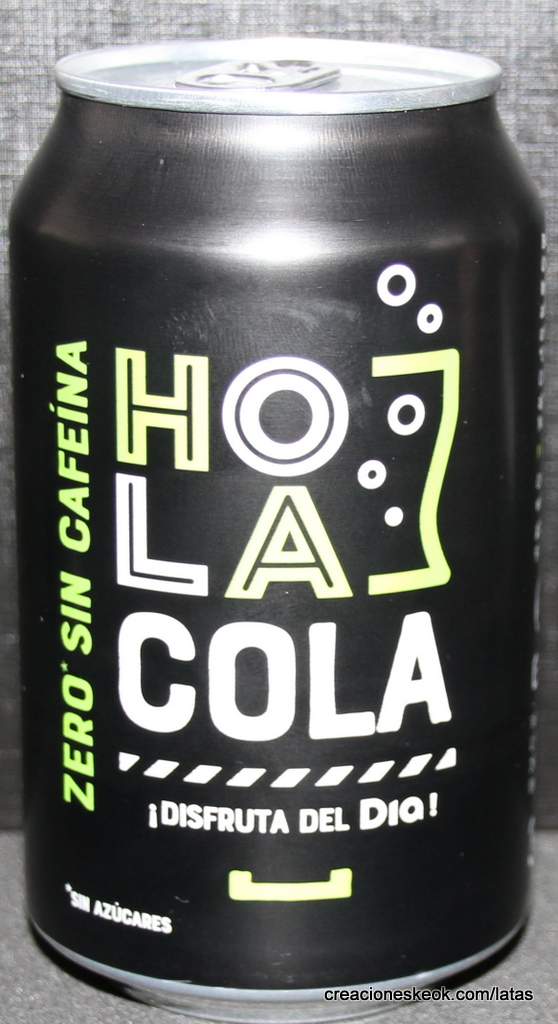 ZERO* SIN CAFEÍNA
HO
LA
COLA
¡DISFRUTA DEL Dia!
*SIN AZÚCARES
creacioneskeok.com/latas